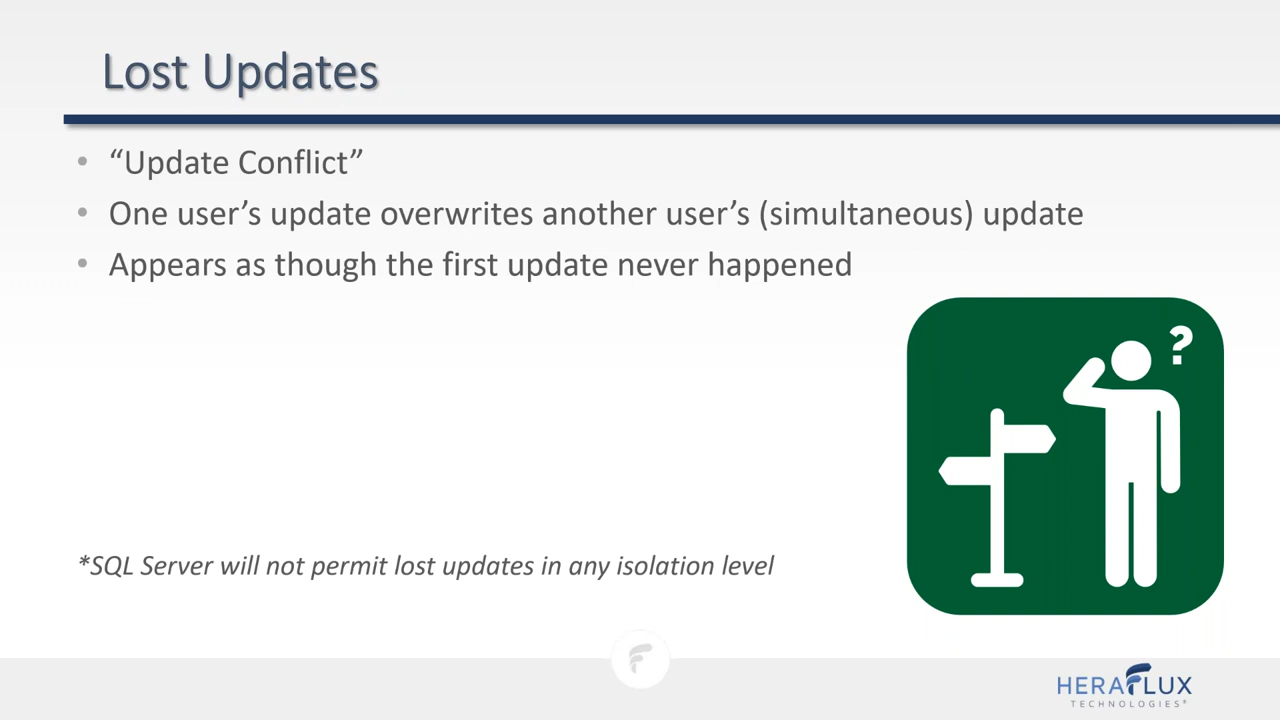 Lost Updates
• “Update Conflict”
• One user’s update overwrites another user’s (simultaneous) update
• Appears as though the first update never happened
?
*SQL Server will not permit lost updates in any isolation level
HERAFLUX
TECHNOLOGIES®